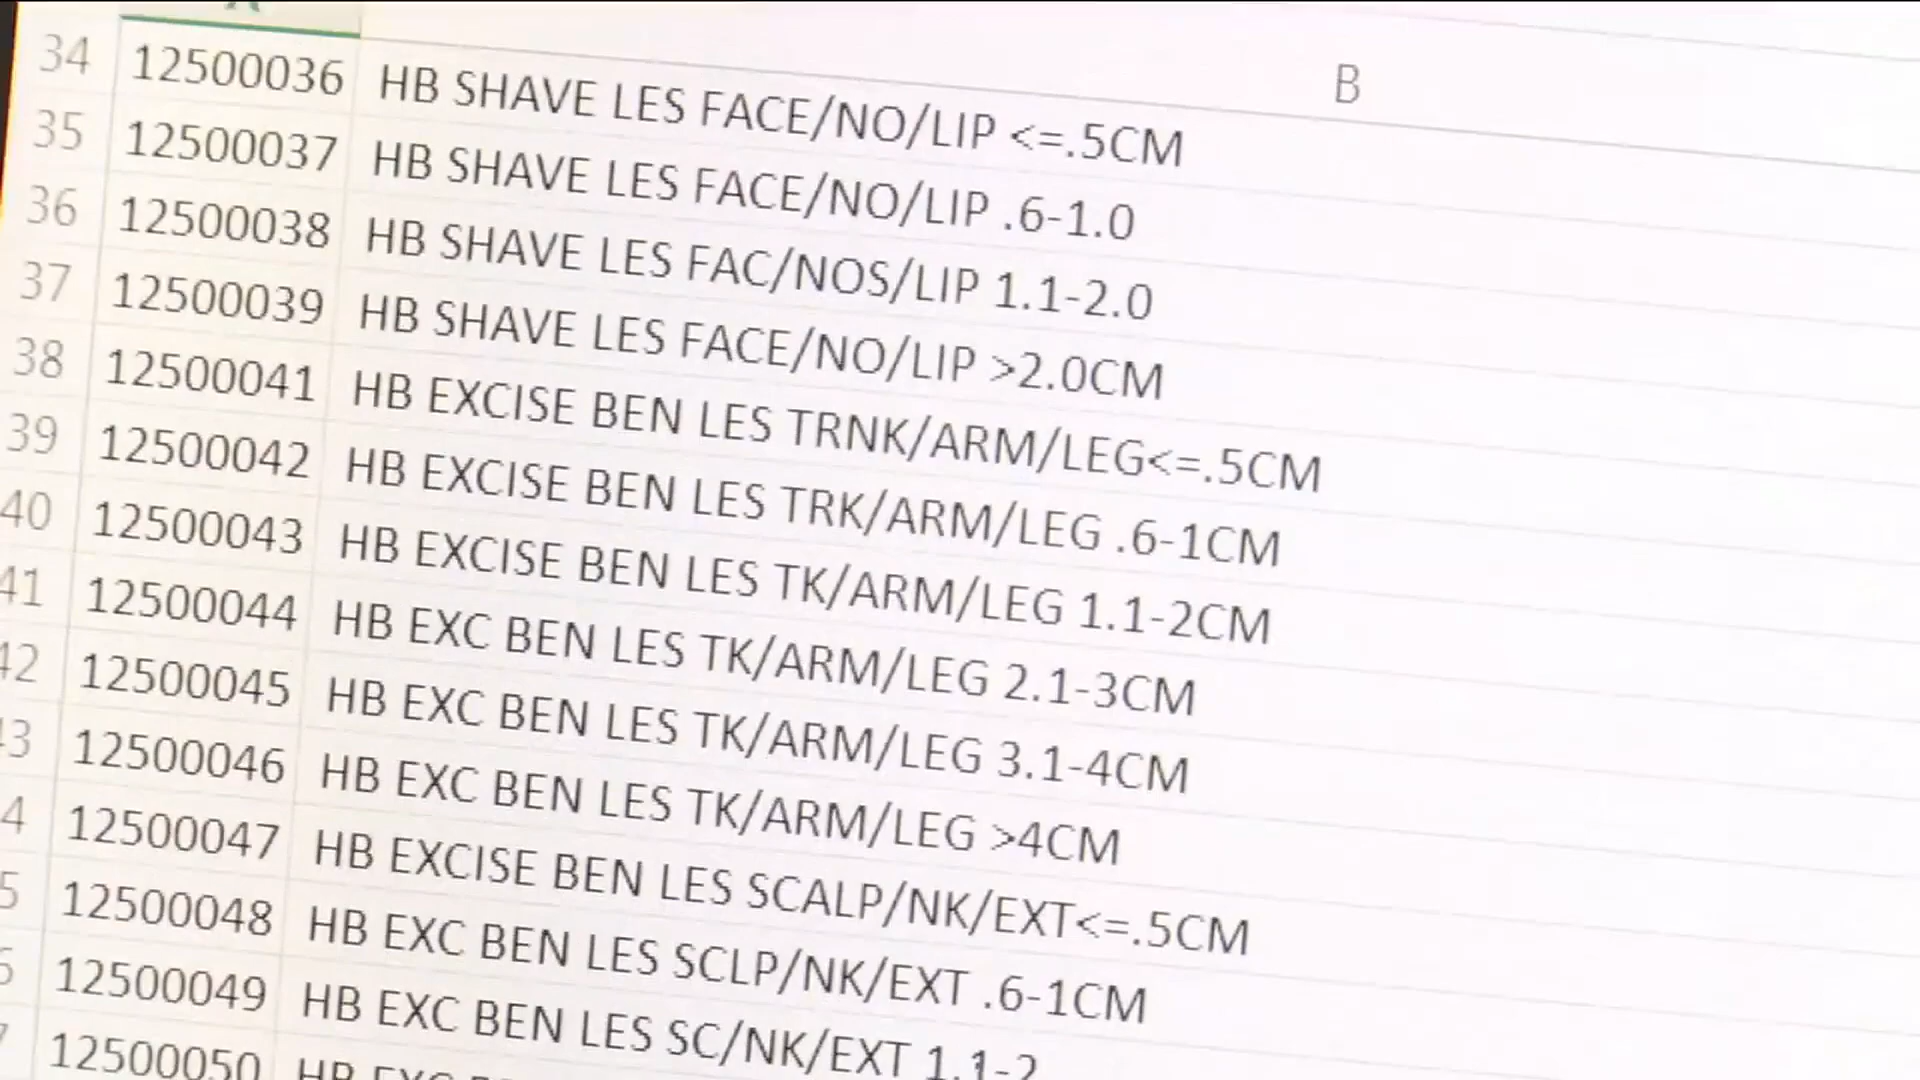 B
34 12500036 HB SHAVE LES FACE/NO/LIP <=.5CM
35 12500037 HB SHAVE LES FACE/NO/LIP .6-1.0
36 12500038 HB SHAVE LES FAC/NOS/LIP 1.1-2.0
37 12500039 HB SHAVE LES FACE/NO/LIP >2.0CM
38 12500041 HB EXCISE BEN LES TRNK/ARM/LEG<=.5CM
39 12500042 HB EXCISE BEN LES TRK/ARM/LEG .6-1CM
40 12500043 HB EXCISE BEN LES TK/ARM/LEG 1.1-2CM
41 12500044 HB EXC BEN LES TK/ARM/LEG 2.1-3CM
42 12500045 HB EXC BEN LES TK/ARM/LEG 3.1-4CM
43 12500046 HB EXC BEN LES TK/ARM/LEG >4CM
4 12500047 HB EXCISE BEN LES SCALP/NK/EXT<=.5CM
5 12500048 HB EXC BEN LES SCLP/NK/EXT .6-1CM
6 12500049 HB EXC BEN LES SC/NK/EXT 1.1-2
12500050 HB EXC